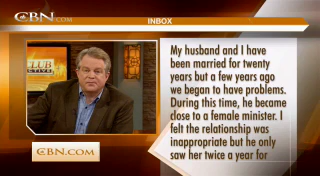 CBN.com
INBOX
CLUB
CTIVE
CBN.com
My husband and I have
been married for twenty
years but a few years ago
we began to have problems.
During this time, he became
close to a female minister. I
felt the relationship was
inappropriate but he only
saw her twice a year for